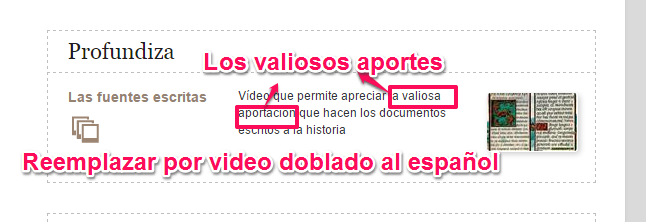 Profundiza
Los valiosos aportes
Las fuentes escritas
Vídeo que permite apreciar la valiosa
aportación que hacen los documentos
escritos a la historia
Reemplazar por video doblado al español